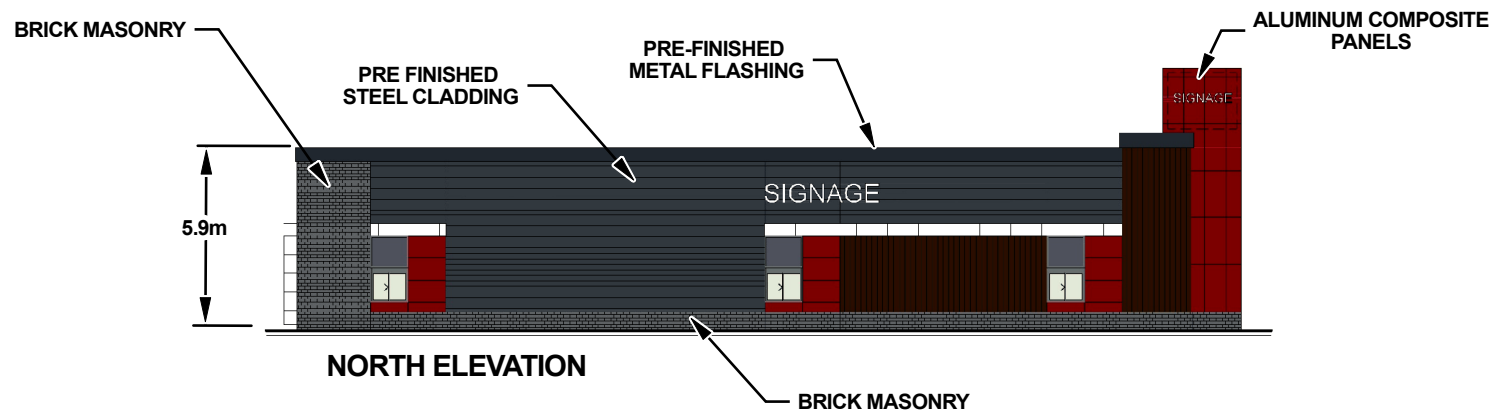 ALUMINUM COMPOSITE
PANELS
BRICK MASONRY
PRE-FINISHED
METAL FLASHING
PRE FINISHED
STEEL CLADDING
SIGNAGE
SIGNAGE
5.9m
NORTH ELEVATION
BRICK MASONRY